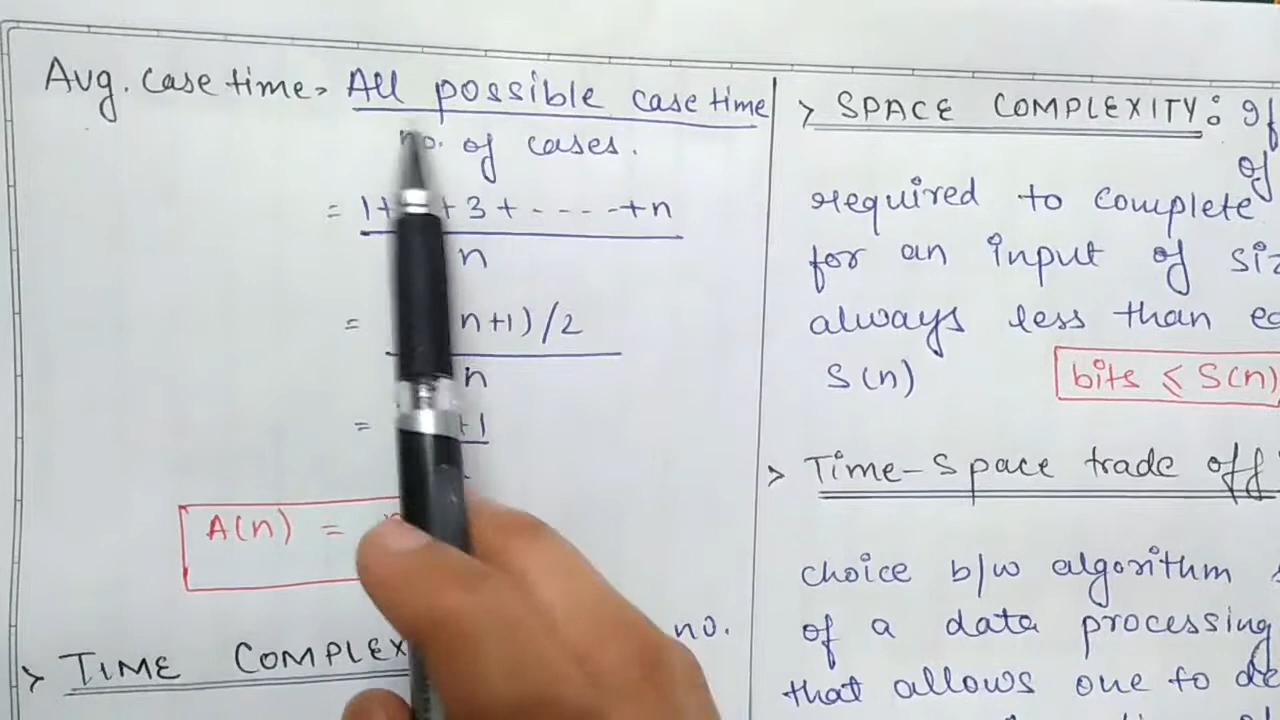 Avg. Case time = All possible case time
no. of cases.
= 1+ +3+ - - - - +n
n
= n+1)/2
n
= +1
A(n) =
> TIME COMPLEX
no.
> SPACE COMPLEXITY: If
of
required to complete
for an input of siz
always less than eq
S(n)
bits ≤ S(n)
> Time-Space trade off
choice b/w algorithm
of a data processing
that allows one to de